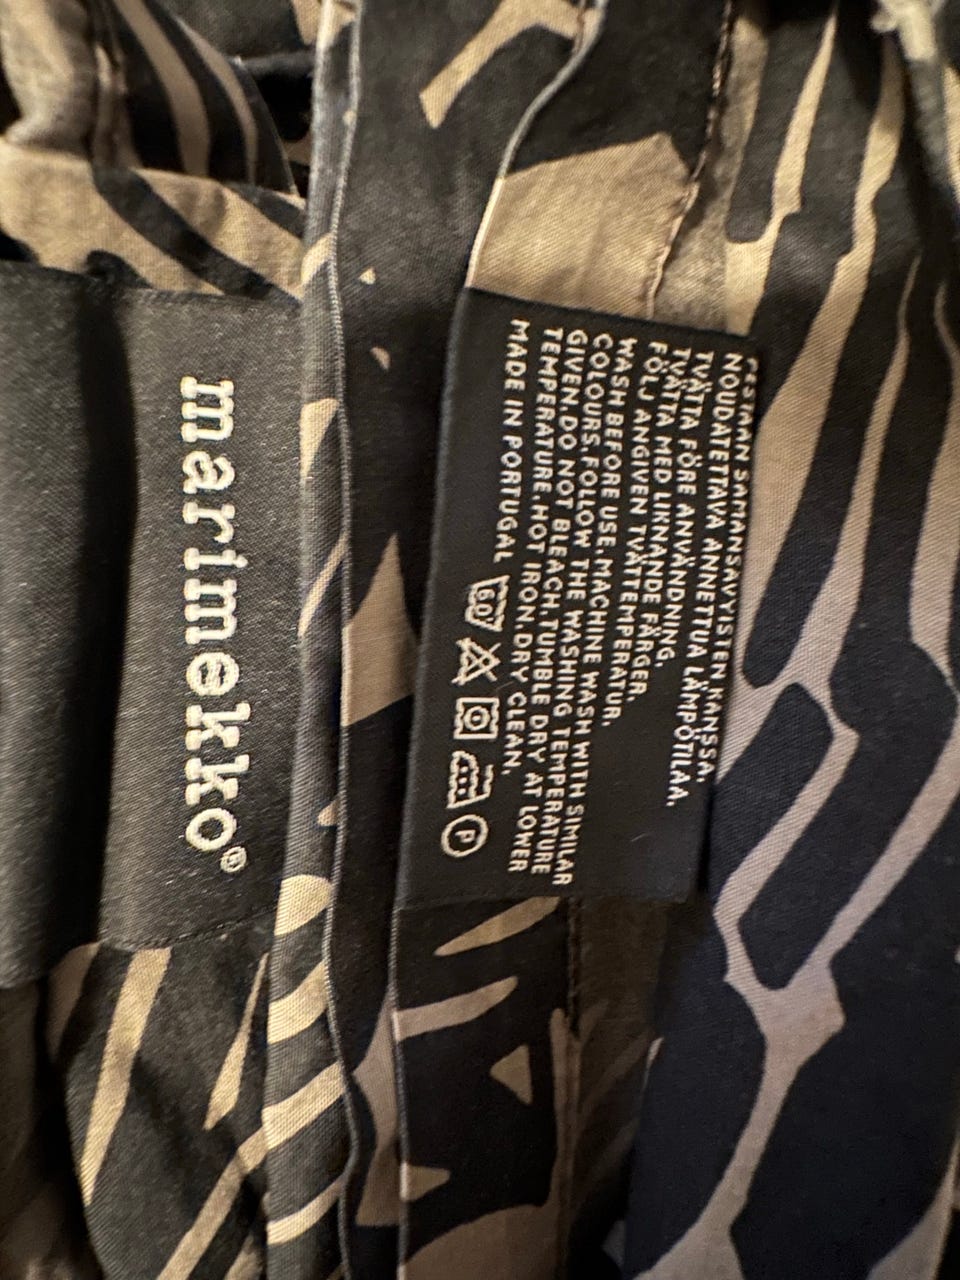 marimekko®
PESTÄÄN SAMANSÄVYISTEN KANSSA.
NOUDATETTAVA ANNETTUA LÄMPÖTILAA.
TVÄTTA FÖRE ANVÄNDNING.
TVÄTTA MED LIKNANDE FÄRGER.
FÖLJ ANGIVEN TVÄTTEMPERATUR.
WASH BEFORE USE. MACHINE WASH WITH SIMILAR
COLOURS. FOLLOW THE WASHING TEMPERATURE
GIVEN. DO NOT BLEACH. TUMBLE DRY AT LOWER
TEMPERATURE. HOT IRON. DRY CLEAN.
MADE IN PORTUGAL
60
P